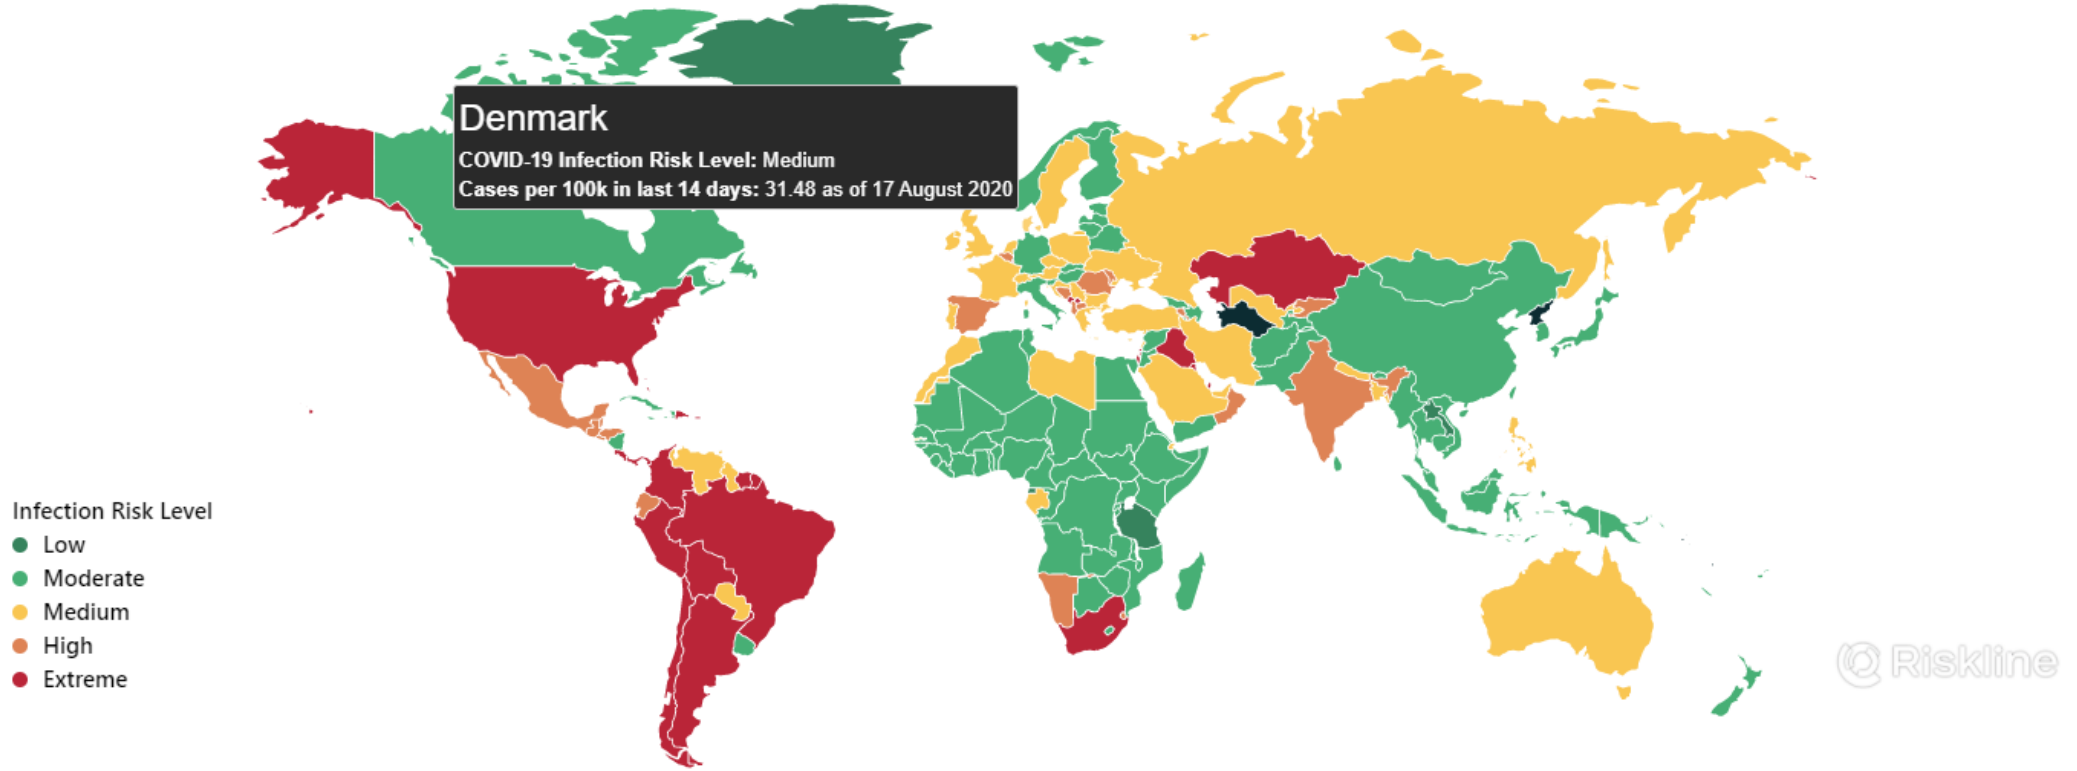 Denmark
COVID-19 Infection Risk Level: Medium
Cases per 100k in last 14 days: 31.48 as of 17 August 2020
Infection Risk Level
Low
Moderate
Medium
High
Extreme
Riskline